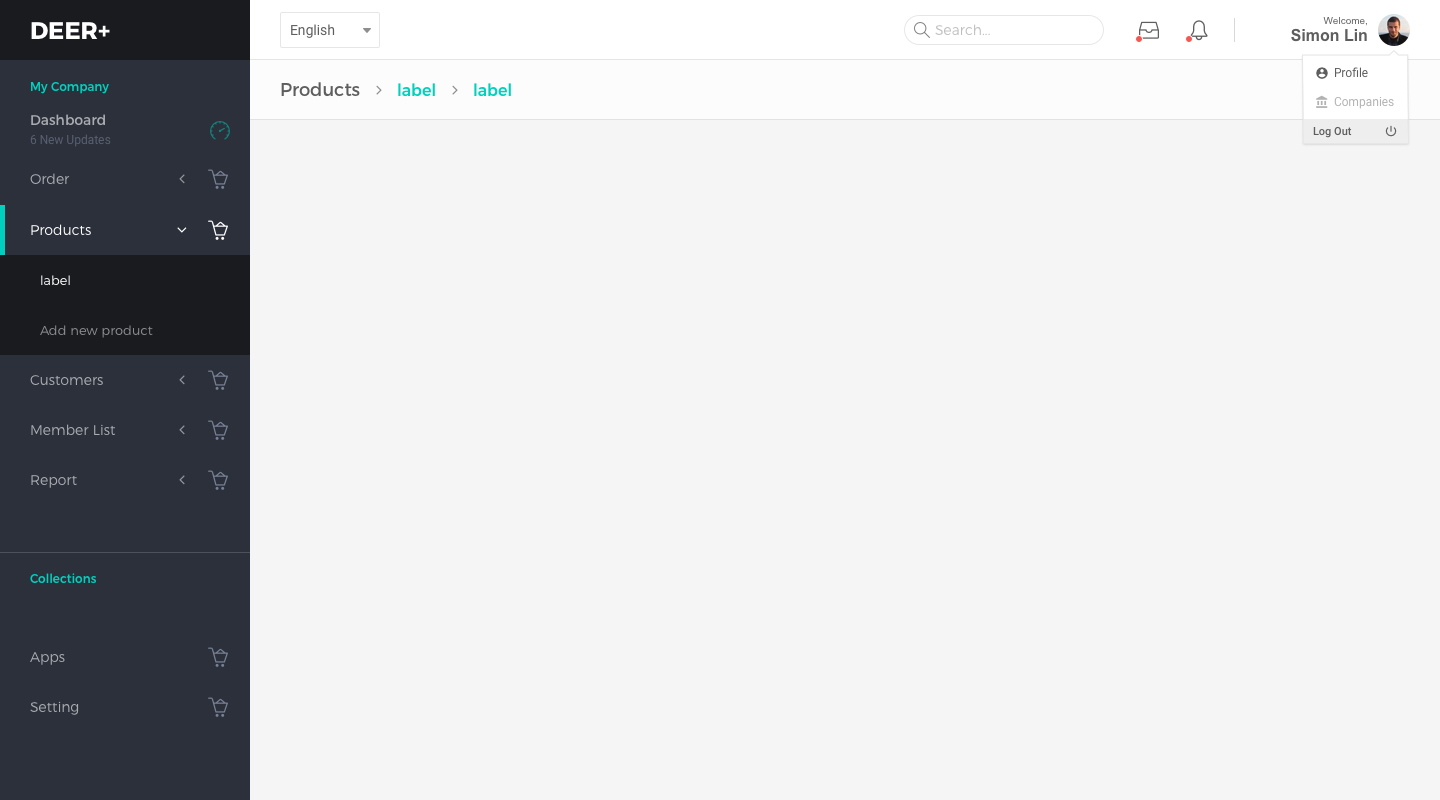 DEER+
English
Search...
Welcome,
Simon Lin
My Company
Dashboard
6 New Updates
Order
Products
label
Add new product
Customers
Member List
Report
Collections
Apps
Setting
Products > label > label
Profile
Companies
Log Out